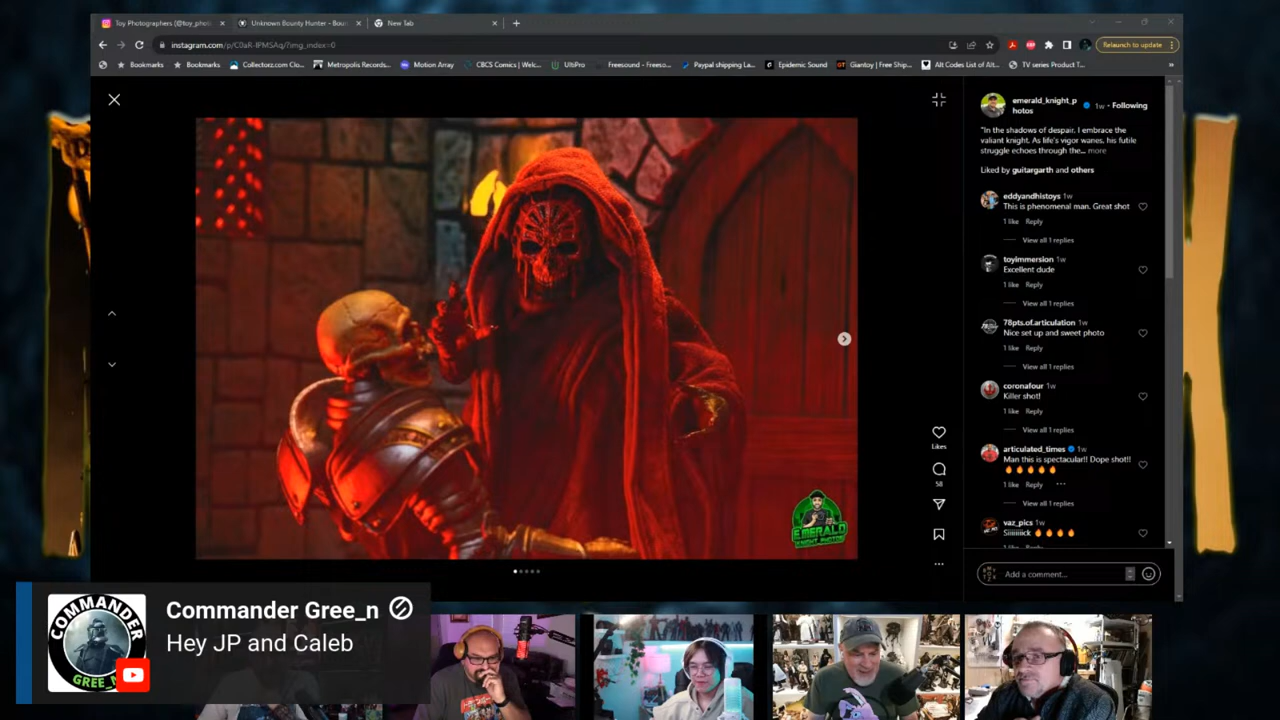 Toy Photographers (@toy_phot
Unknown Bounty Hunter - Bou
New Tab
instagram.com/p/C0aR-IPMSAq/?img_index=0
Relaunch to update
Bookmarks
Bookmarks
Collectorz.com Clo...
Metropolis Records...
Motion Array
CBCS Comics | Welc...
UltiPro
Freesound - Freeso...
Paypal shipping La...
Epidemic Sound
Giantoy | Free Ship...
Alt Codes List of Alt...
TV series Product T...
emerald_knight_p
hotos
1w • Following
"In the shadows of despair, I embrace the
valiant knight. As life's vigor wanes, his futile
struggle echoes through the... more
Liked by guitargarth and others
eddyandhistoys 1w
This is phenomenal man. Great shot
1 like Reply
View all 1 replies
toyimmersion 1w
Excellent dude
1 like Reply
View all 1 replies
78pts.of.articulation 1w
Nice set up and sweet photo
1 like Reply
View all 1 replies
coronafour 1w
Killer shot!
1 like Reply
View all 1 replies
articulated_times 1w
Man this is spectacular!! Dope shot!!
1 like Reply
View all 1 replies
vaz_pics 1w
Siiiiiiiick
Likes
58
Add a comment...
EMERALD
KNIGHT PHOTOS
COMMANDER
Commander Gree_n
Hey JP and Caleb